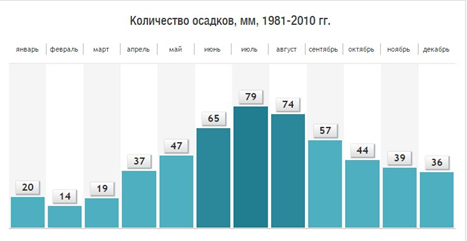 Количество осадков, мм, 1981-2010 гг.
январь февраль март апрель май июнь июль август сентябрь октябрь ноябрь декабрь
20 14 19 37 47 65 79 74 57 44 39 36